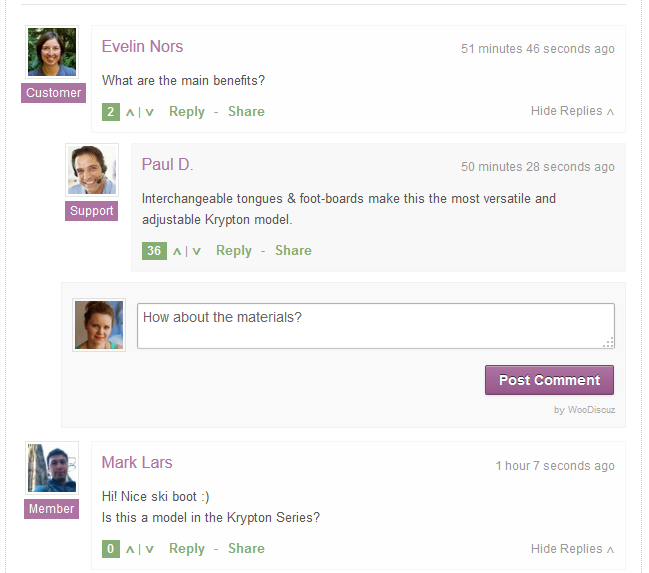 Evelin Nors
51 minutes 46 seconds ago
Customer
What are the main benefits?
2 ʌ | v Reply - Share
Hide Replies ʌ
Paul D.
50 minutes 28 seconds ago
Support
Interchangeable tongues & foot-boards make this the most versatile and
adjustable Krypton model.
36 ʌ | v Reply - Share
How about the materials?
Post Comment
by WooDiscuz
Mark Lars
1 hour 7 seconds ago
Member
Hi! Nice ski boot :)
Is this a model in the Krypton Series?
0 ʌ | v Reply - Share
Hide Replies ʌ